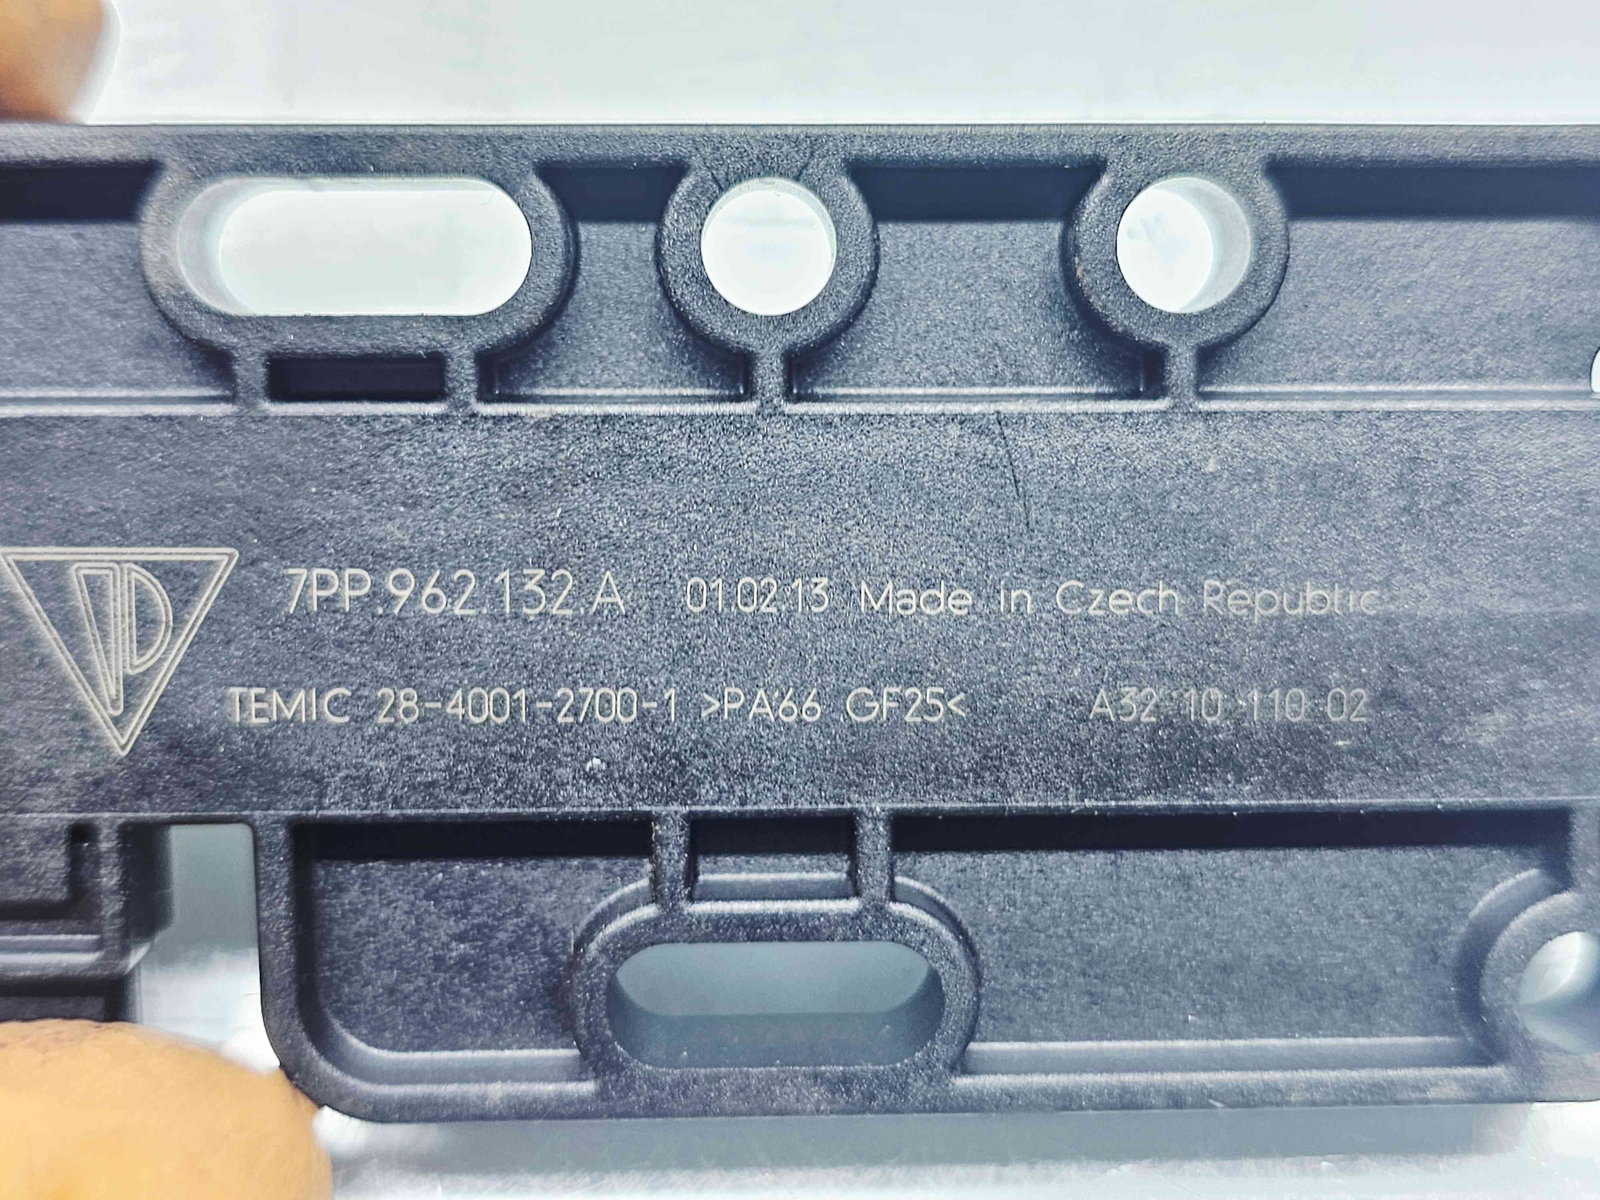 7PP.962.132.A 01.02.13 Made in Czech Republic
TEMIC 28-4001-2700-1 >PA66 GF25< A32 10 110 02